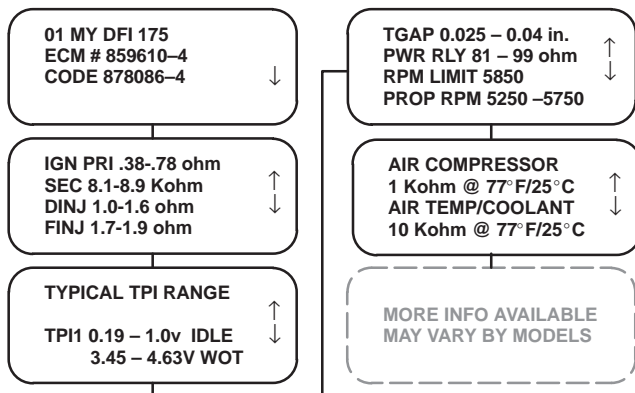 01 MY DFI 175
ECM # 859610–4
CODE 878086–4 ↓
IGN PRI .38-.78 ohm
SEC 8.1-8.9 Kohm ↑
DINJ 1.0-1.6 ohm ↓
FINJ 1.7-1.9 ohm
TYPICAL TPI RANGE
↑
TPI1 0.19 – 1.0v IDLE ↓
3.45 – 4.63V WOT
TGAP 0.025 – 0.04 in.
PWR RLY 81 – 99 ohm ↑
RPM LIMIT 5850 ↓
PROP RPM 5250 –5750
AIR COMPRESSOR
1 Kohm @ 77°F/25°C ↑
AIR TEMP/COOLANT ↓
10 Kohm @ 77°F/25°C
MORE INFO AVAILABLE
MAY VARY BY MODELS